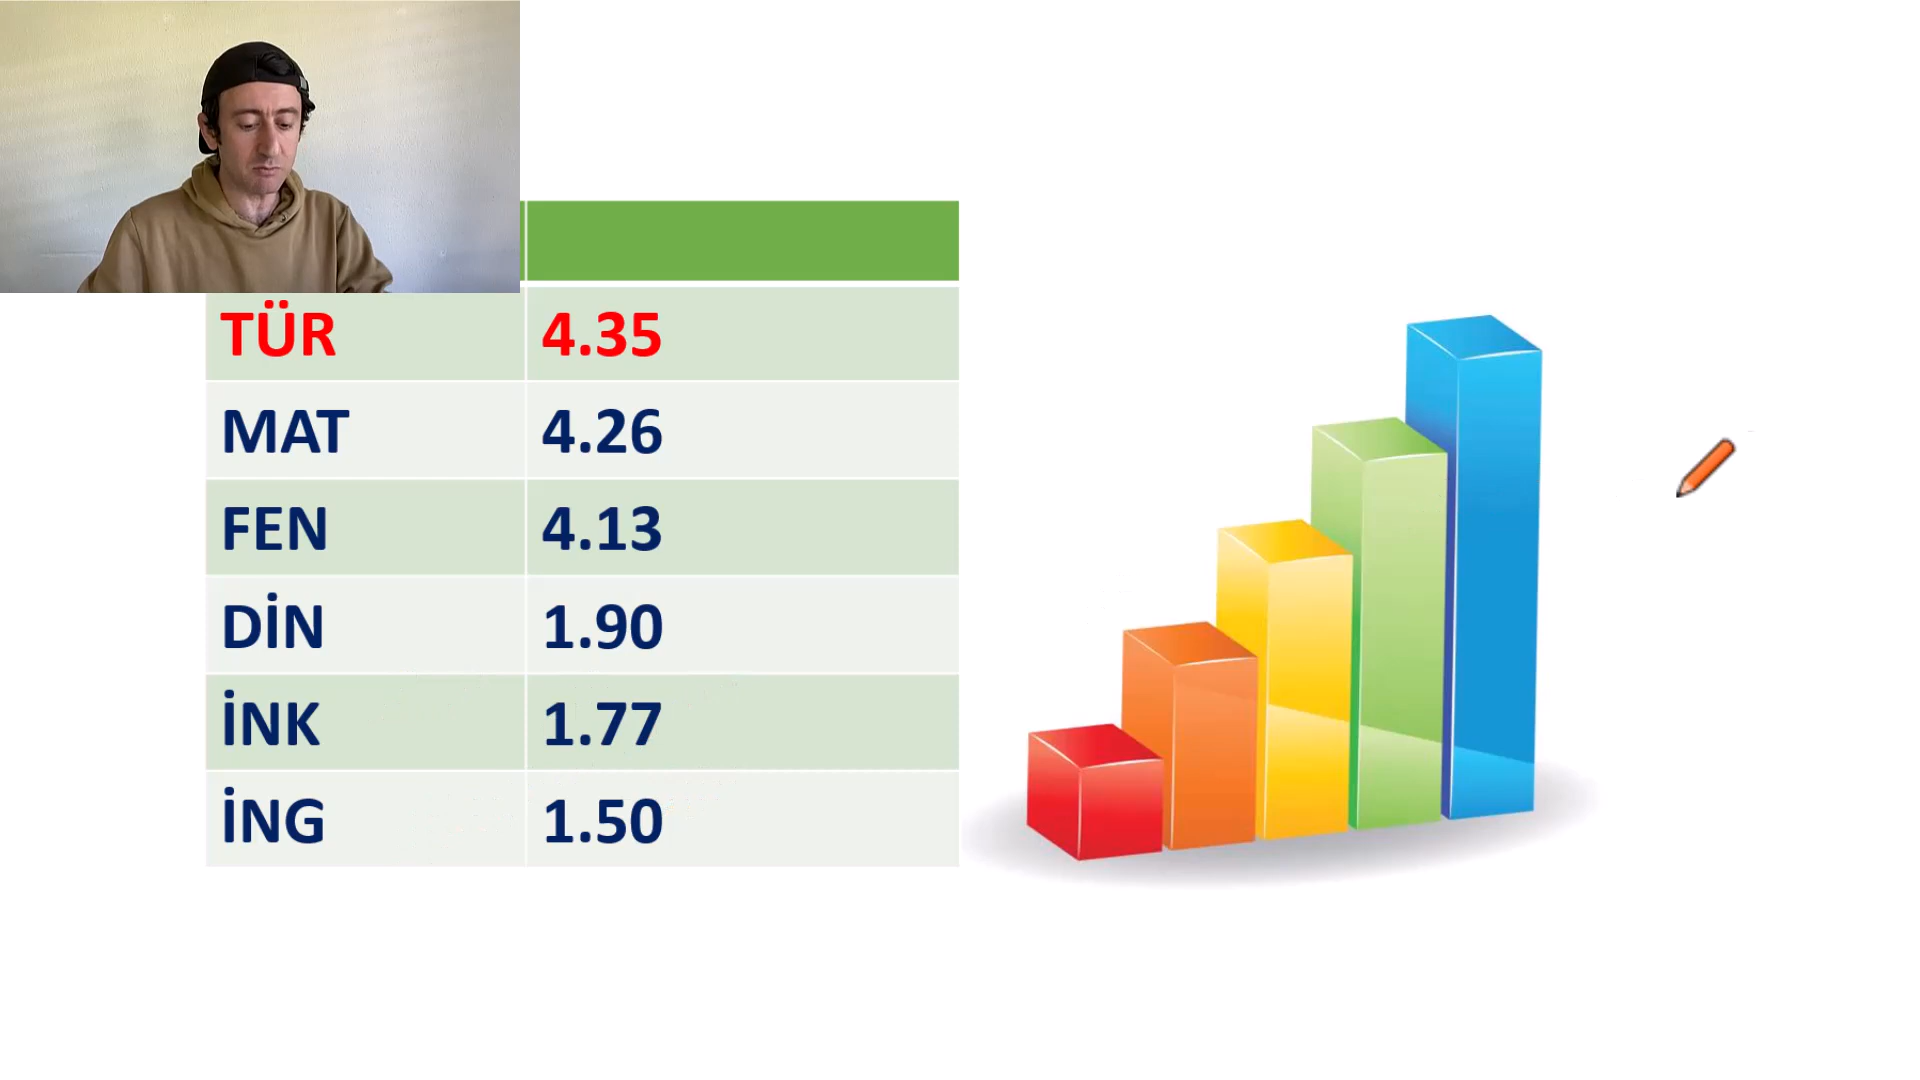 TÜR 4.35
MAT 4.26
FEN 4.13
DİN 1.90
İNK 1.77
İNG 1.50